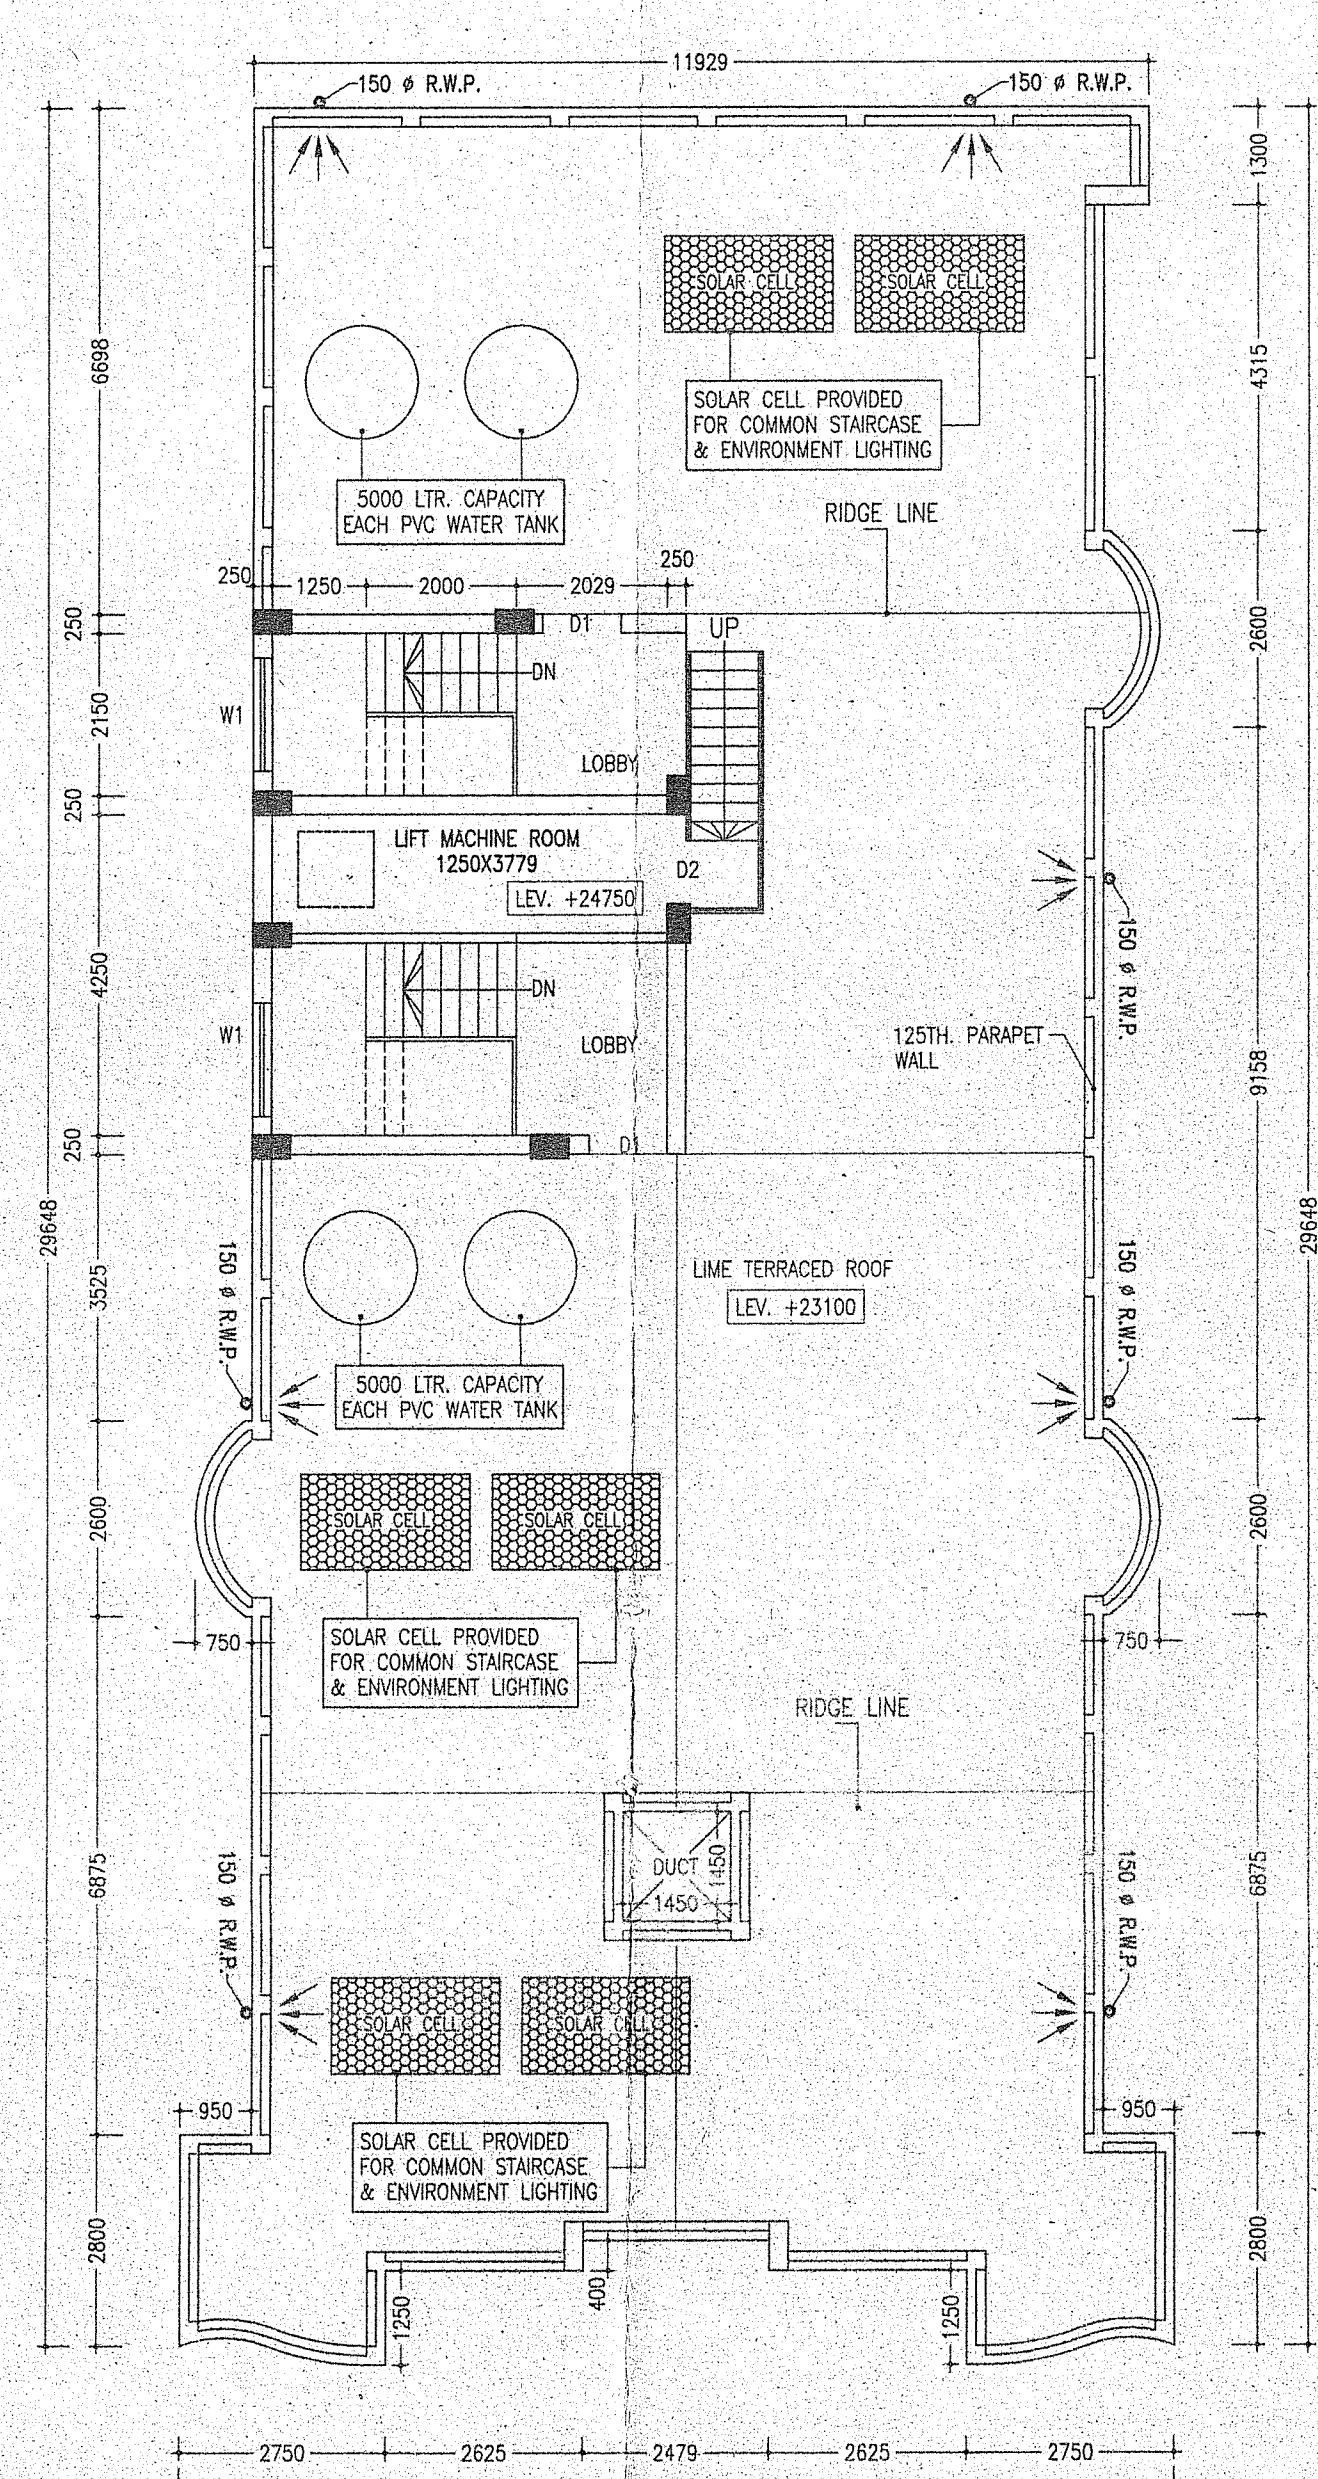 11929
150 ø R.W.P.
150 ø R.W.P.
1300
SOLAR CELL
SOLAR CELL
6698
4315
SOLAR CELL PROVIDED
FOR COMMON STAIRCASE
& ENVIRONMENT LIGHTING
5000 LTR. CAPACITY
EACH PVC WATER TANK
RIDGE LINE
250
250
1250
2000
2029
250
D1
UP
2600
DN
W1
2150
LOBBY
250
LIFT MACHINE ROOM
1250X3779
D2
LEV. +24750
150 ø R.W.P.
4250
DN
W1
LOBBY
125TH. PARAPET
WALL
9158
250
D1
29648
29648
3525
150 ø R.W.P.
LIME TERRACED ROOF
LEV. +23100
150 ø R.W.P.
5000 LTR. CAPACITY
EACH PVC WATER TANK
2600
SOLAR CELL
SOLAR CELL
2600
750
SOLAR CELL PROVIDED
FOR COMMON STAIRCASE
& ENVIRONMENT LIGHTING
750
RIDGE LINE
6875
150 ø R.W.P.
DUCT
1450
1450
150 ø R.W.P.
6875
SOLAR CELL
SOLAR CELL
950
950
SOLAR CELL PROVIDED
FOR COMMON STAIRCASE
& ENVIRONMENT LIGHTING
2800
2800
1250
400
1250
2750
2625
2479
2625
2750